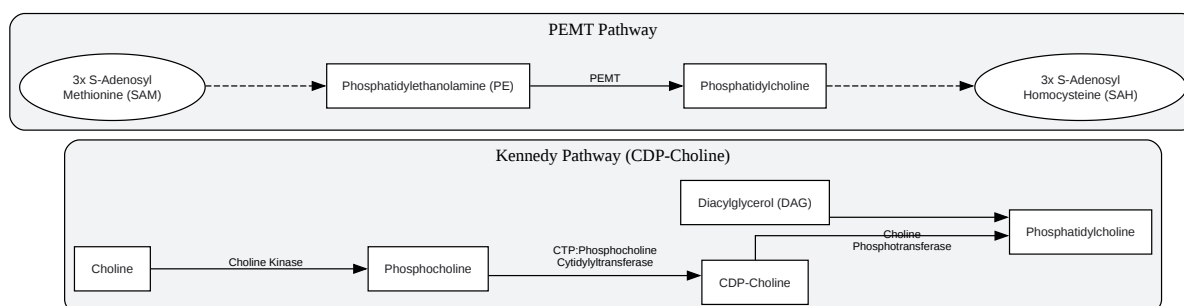 PEMT Pathway
3x S-Adenosyl
Methionine (SAM)
Phosphatidylethanolamine (PE)
PEMT
Phosphatidylcholine
3x S-Adenosyl
Homocysteine (SAH)
Kennedy Pathway (CDP-Choline)
Diacylglycerol (DAG)
Phosphatidylcholine
Choline
Phosphotransferase
Choline
Choline Kinase
Phosphocholine
CTP:Phosphocholine
Cytidylyltransferase
CDP-Choline